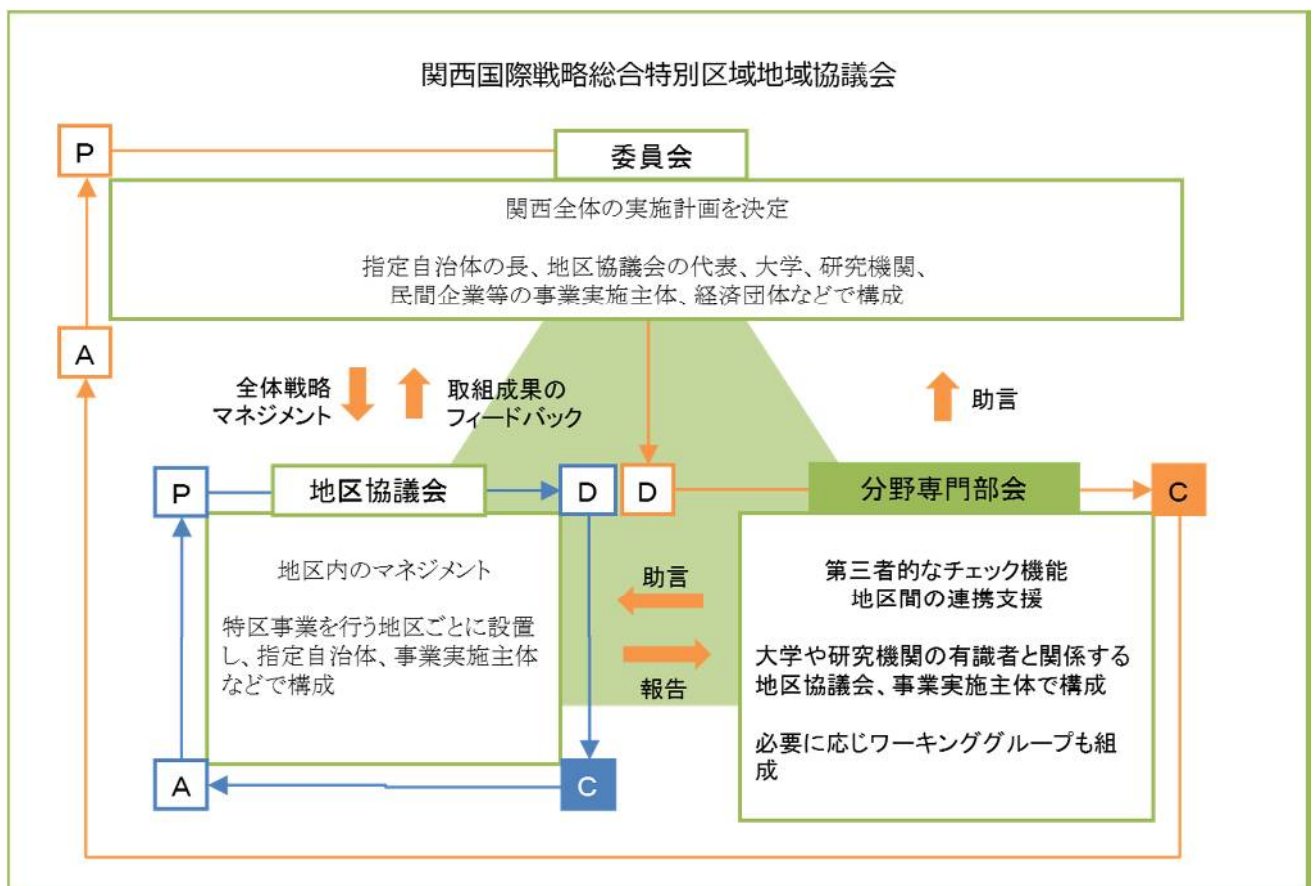 関西国際戦略総合特別区域地域協議会
P
委員会
関西全体の実施計画を決定
指定自治体の長、地区協議会の代表、大学、研究機関、
民間企業等の事業実施主体、経済団体などで構成
A
全体戦略
マネジメント
取組成果の
フィードバック
助言
P
地区協議会
D
D
分野専門部会
C
地区内のマネジメント
特区事業を行う地区ごとに設置
し、指定自治体、事業実施主体
などで構成
助言
報告
第三者的なチェック機能
地区間の連携支援
大学や研究機関の有識者と関係する
地区協議会、事業実施主体で構成
必要に応じワーキンググループも組
成
A
C